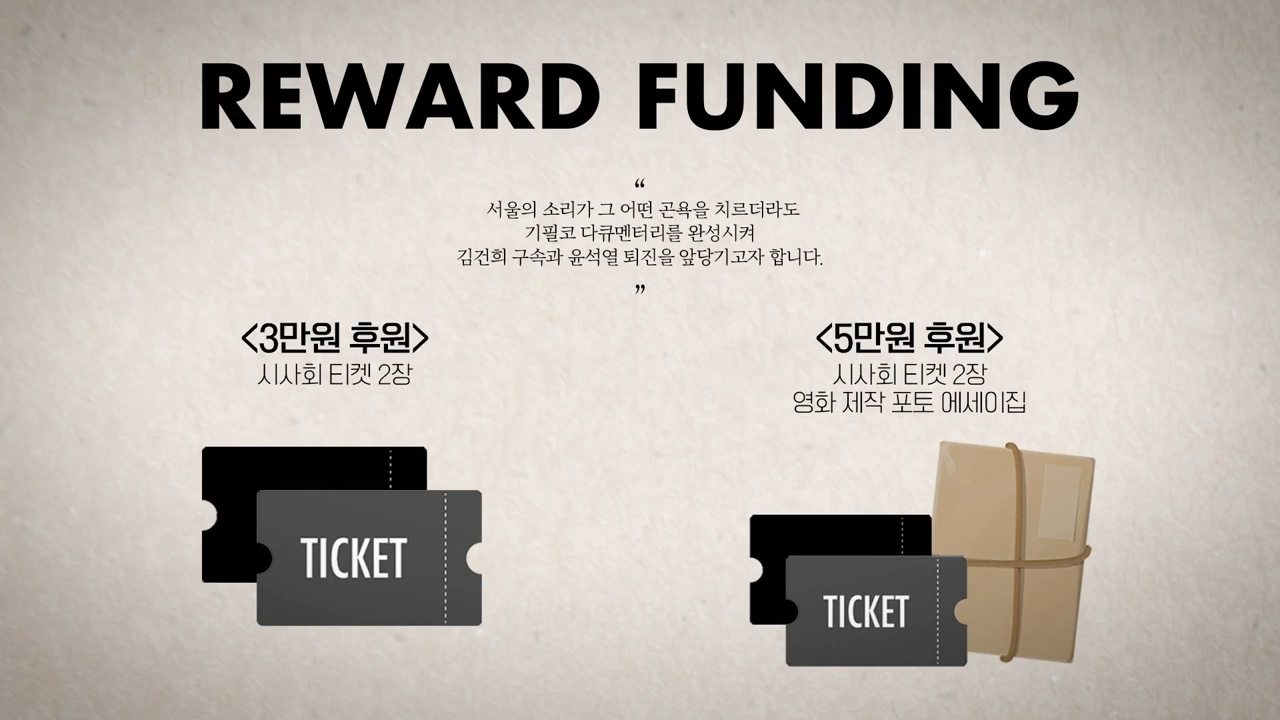 REWARD FUNDING
“
서울의 소리가 그 어떤 곤욕을 치르더라도
기필코 다큐멘터리를 완성시켜
김건희 구속과 윤석열 퇴진을 앞당기고자 합니다.
”
<3만원 후원>
시사회 티켓 2장
<5만원 후원>
시사회 티켓 2장
영화 제작 포토 에세이집
TICKET
TICKET